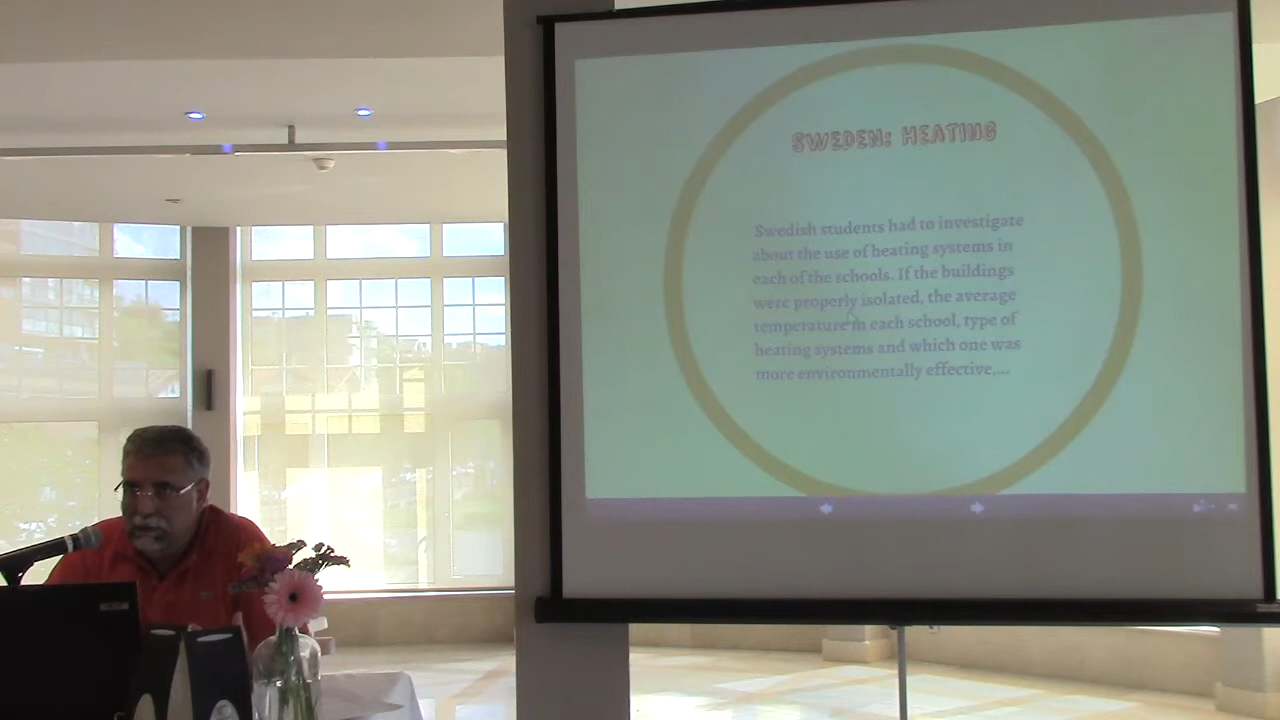 SWEDEN: HEATING
Swedish students had to investigate
about the use of heating systems in
each of the schools. If the buildings
were properly isolated, the average
temperature in each school, type of
heating systems and which one was
more environmentally effective,...